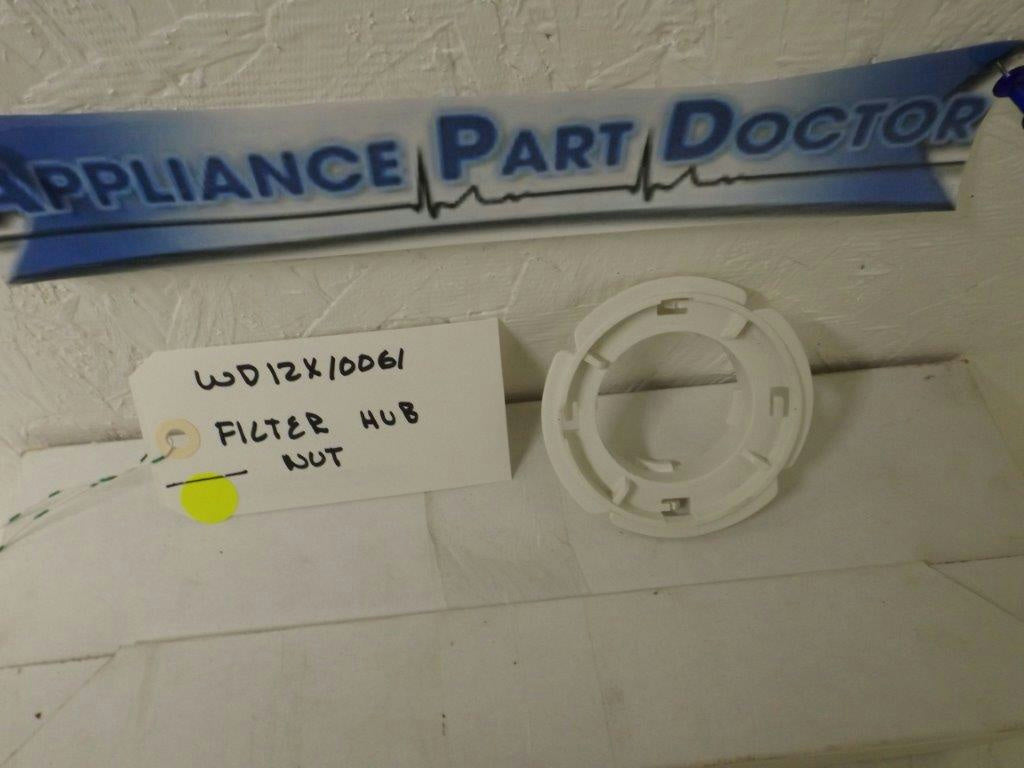 APPLIANCE PART DOCTOR
WD12X10061
FILTER HUB
NUT